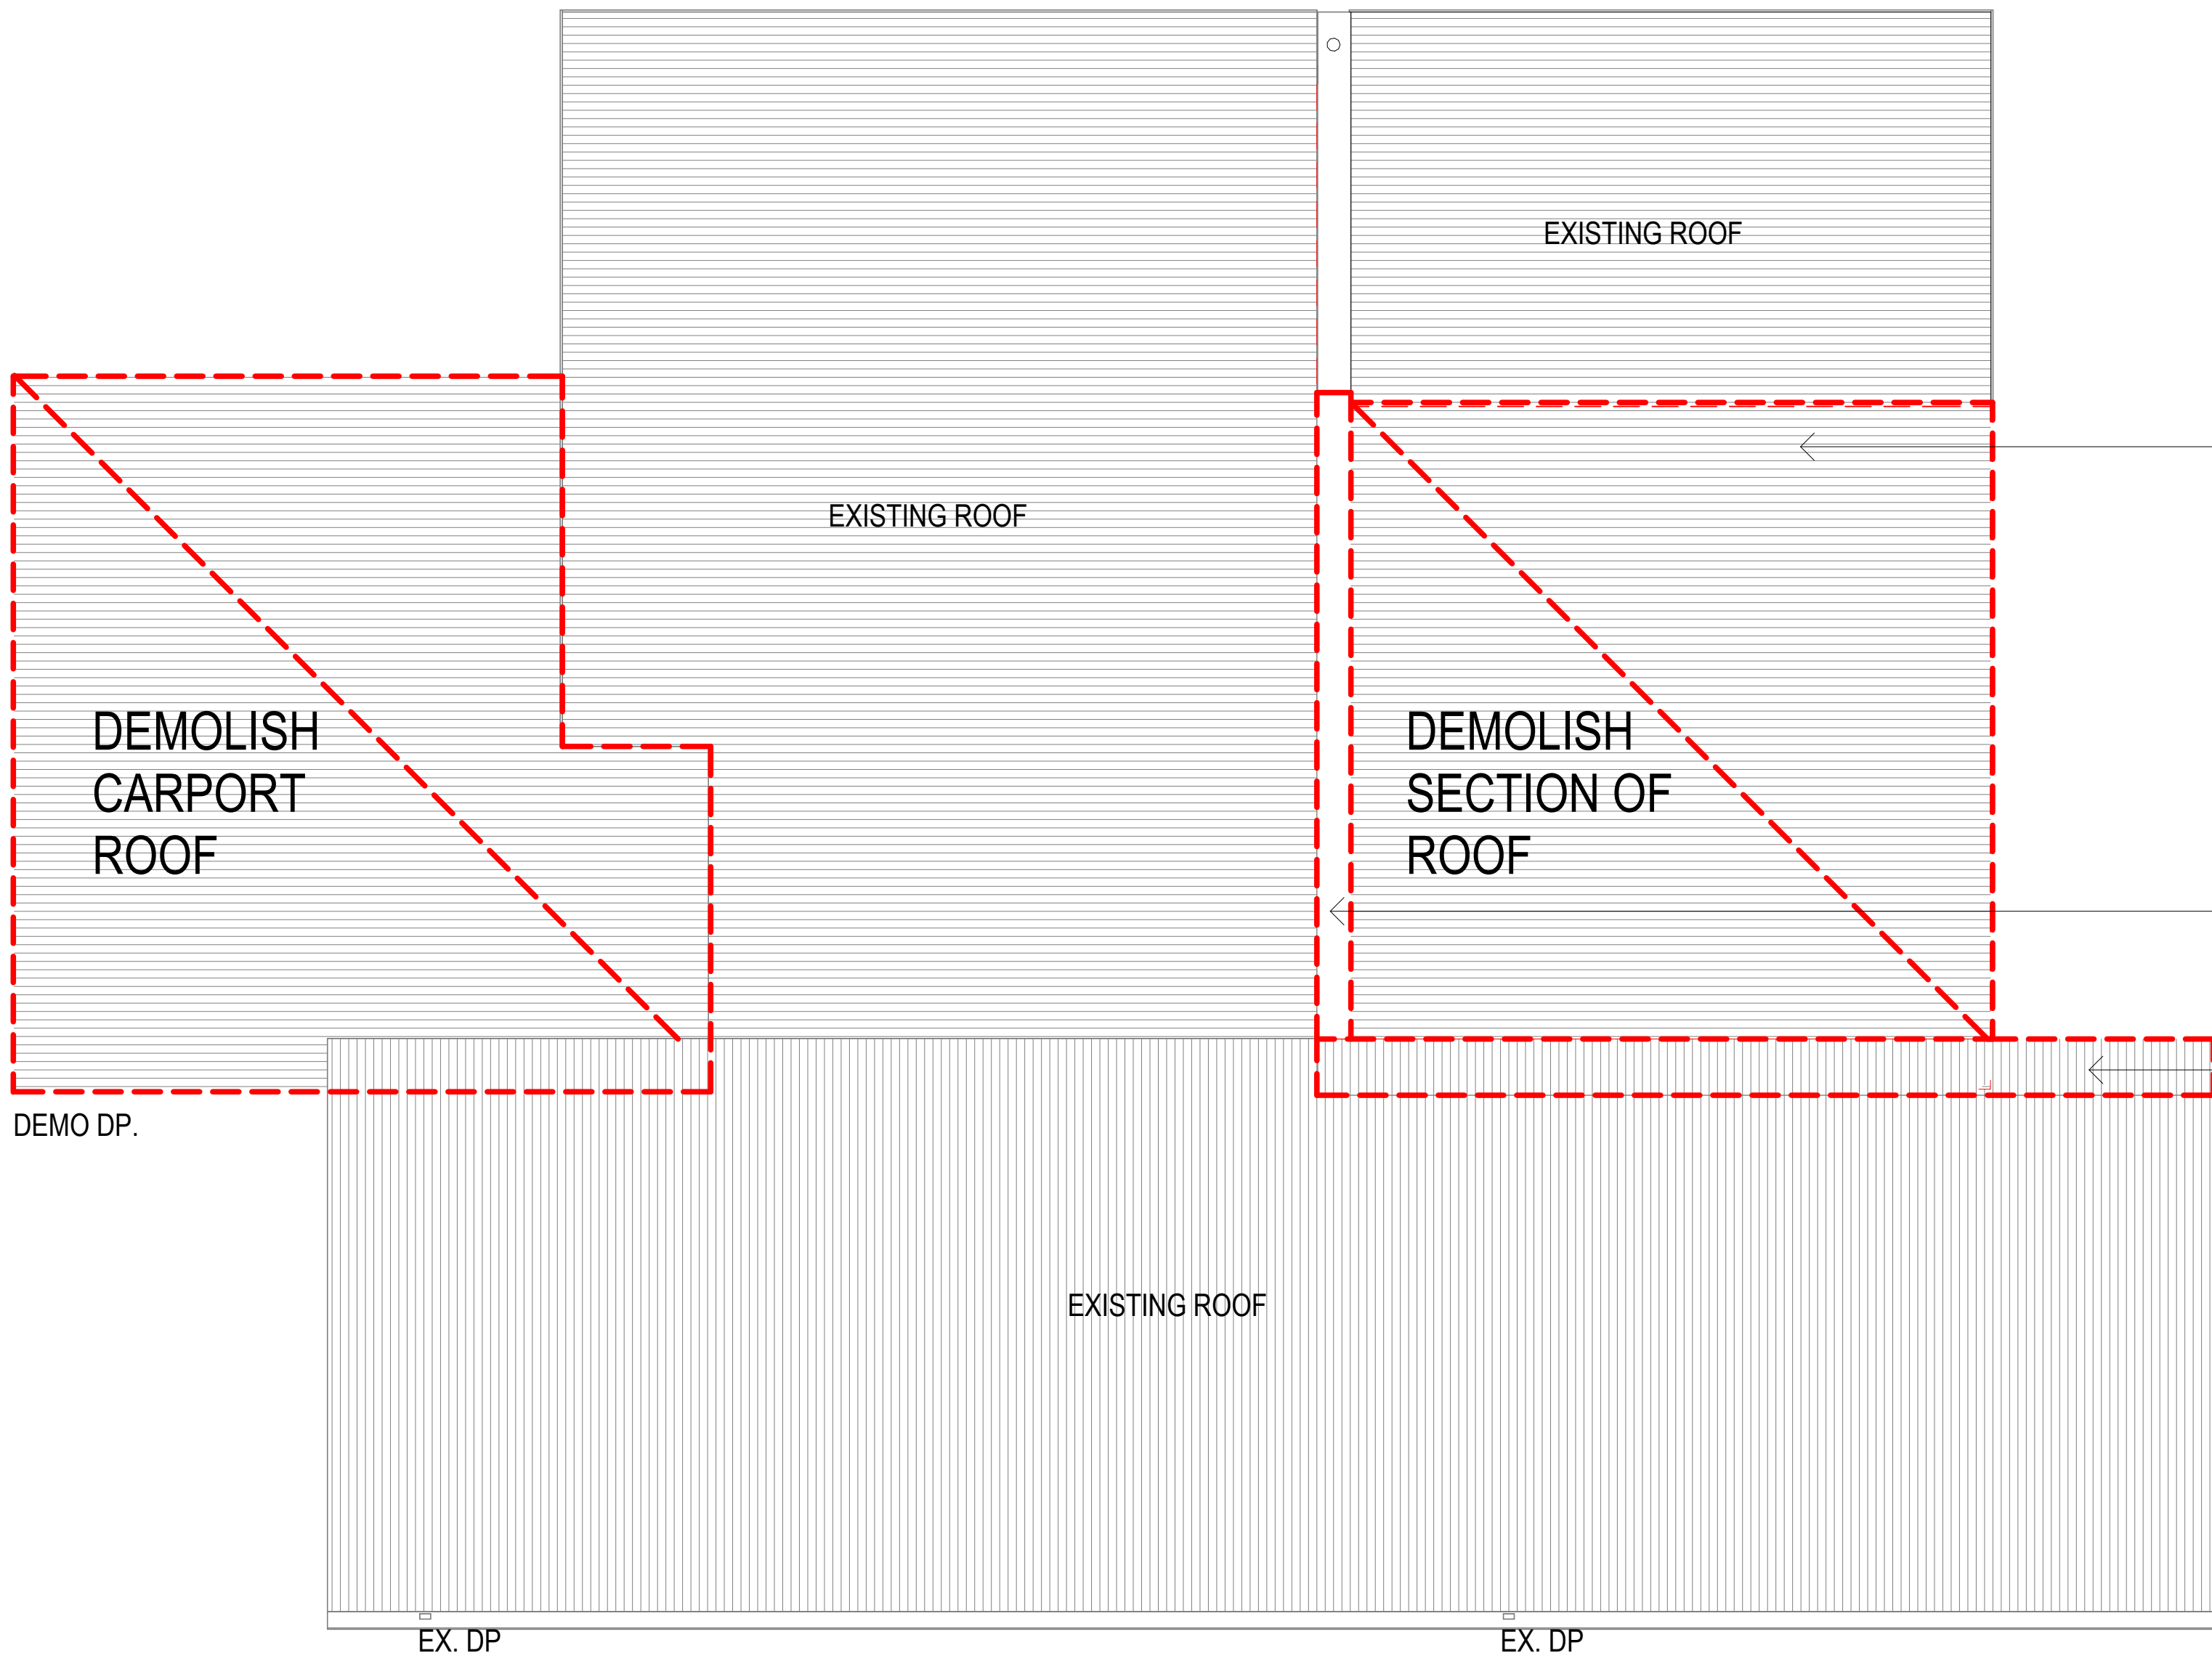 EXISTING ROOF
EXISTING ROOF
DEMOLISH
CARPORT
ROOF
DEMOLISH
SECTION OF
ROOF
DEMO DP.
EXISTING ROOF
EX. DP
EX. DP